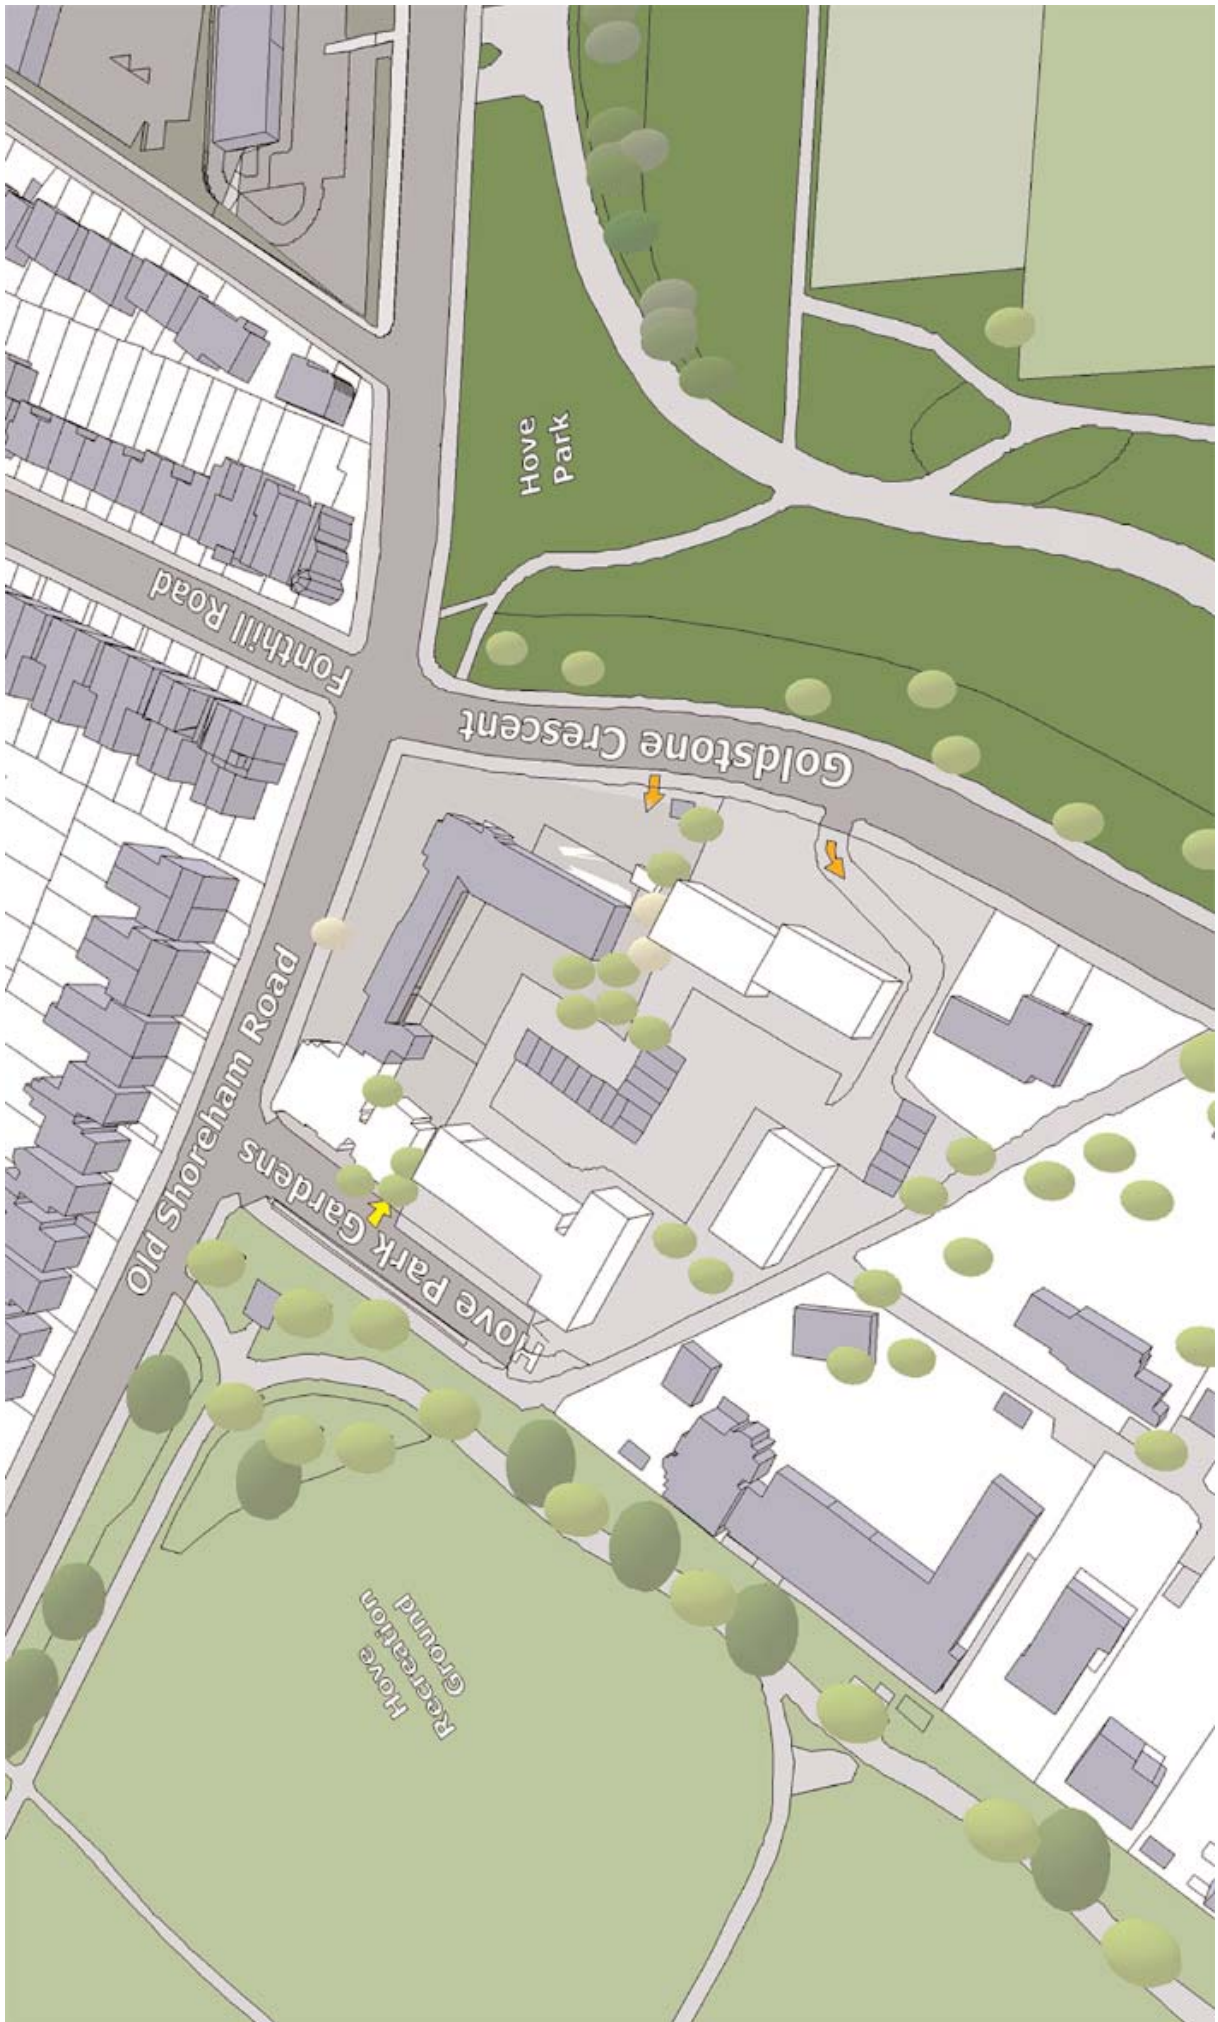 Hove
Park
Fonthill Road
Goldstone Crescent
Old Shoreham Road
Hove Park Gardens
Hove
Recreation
Ground